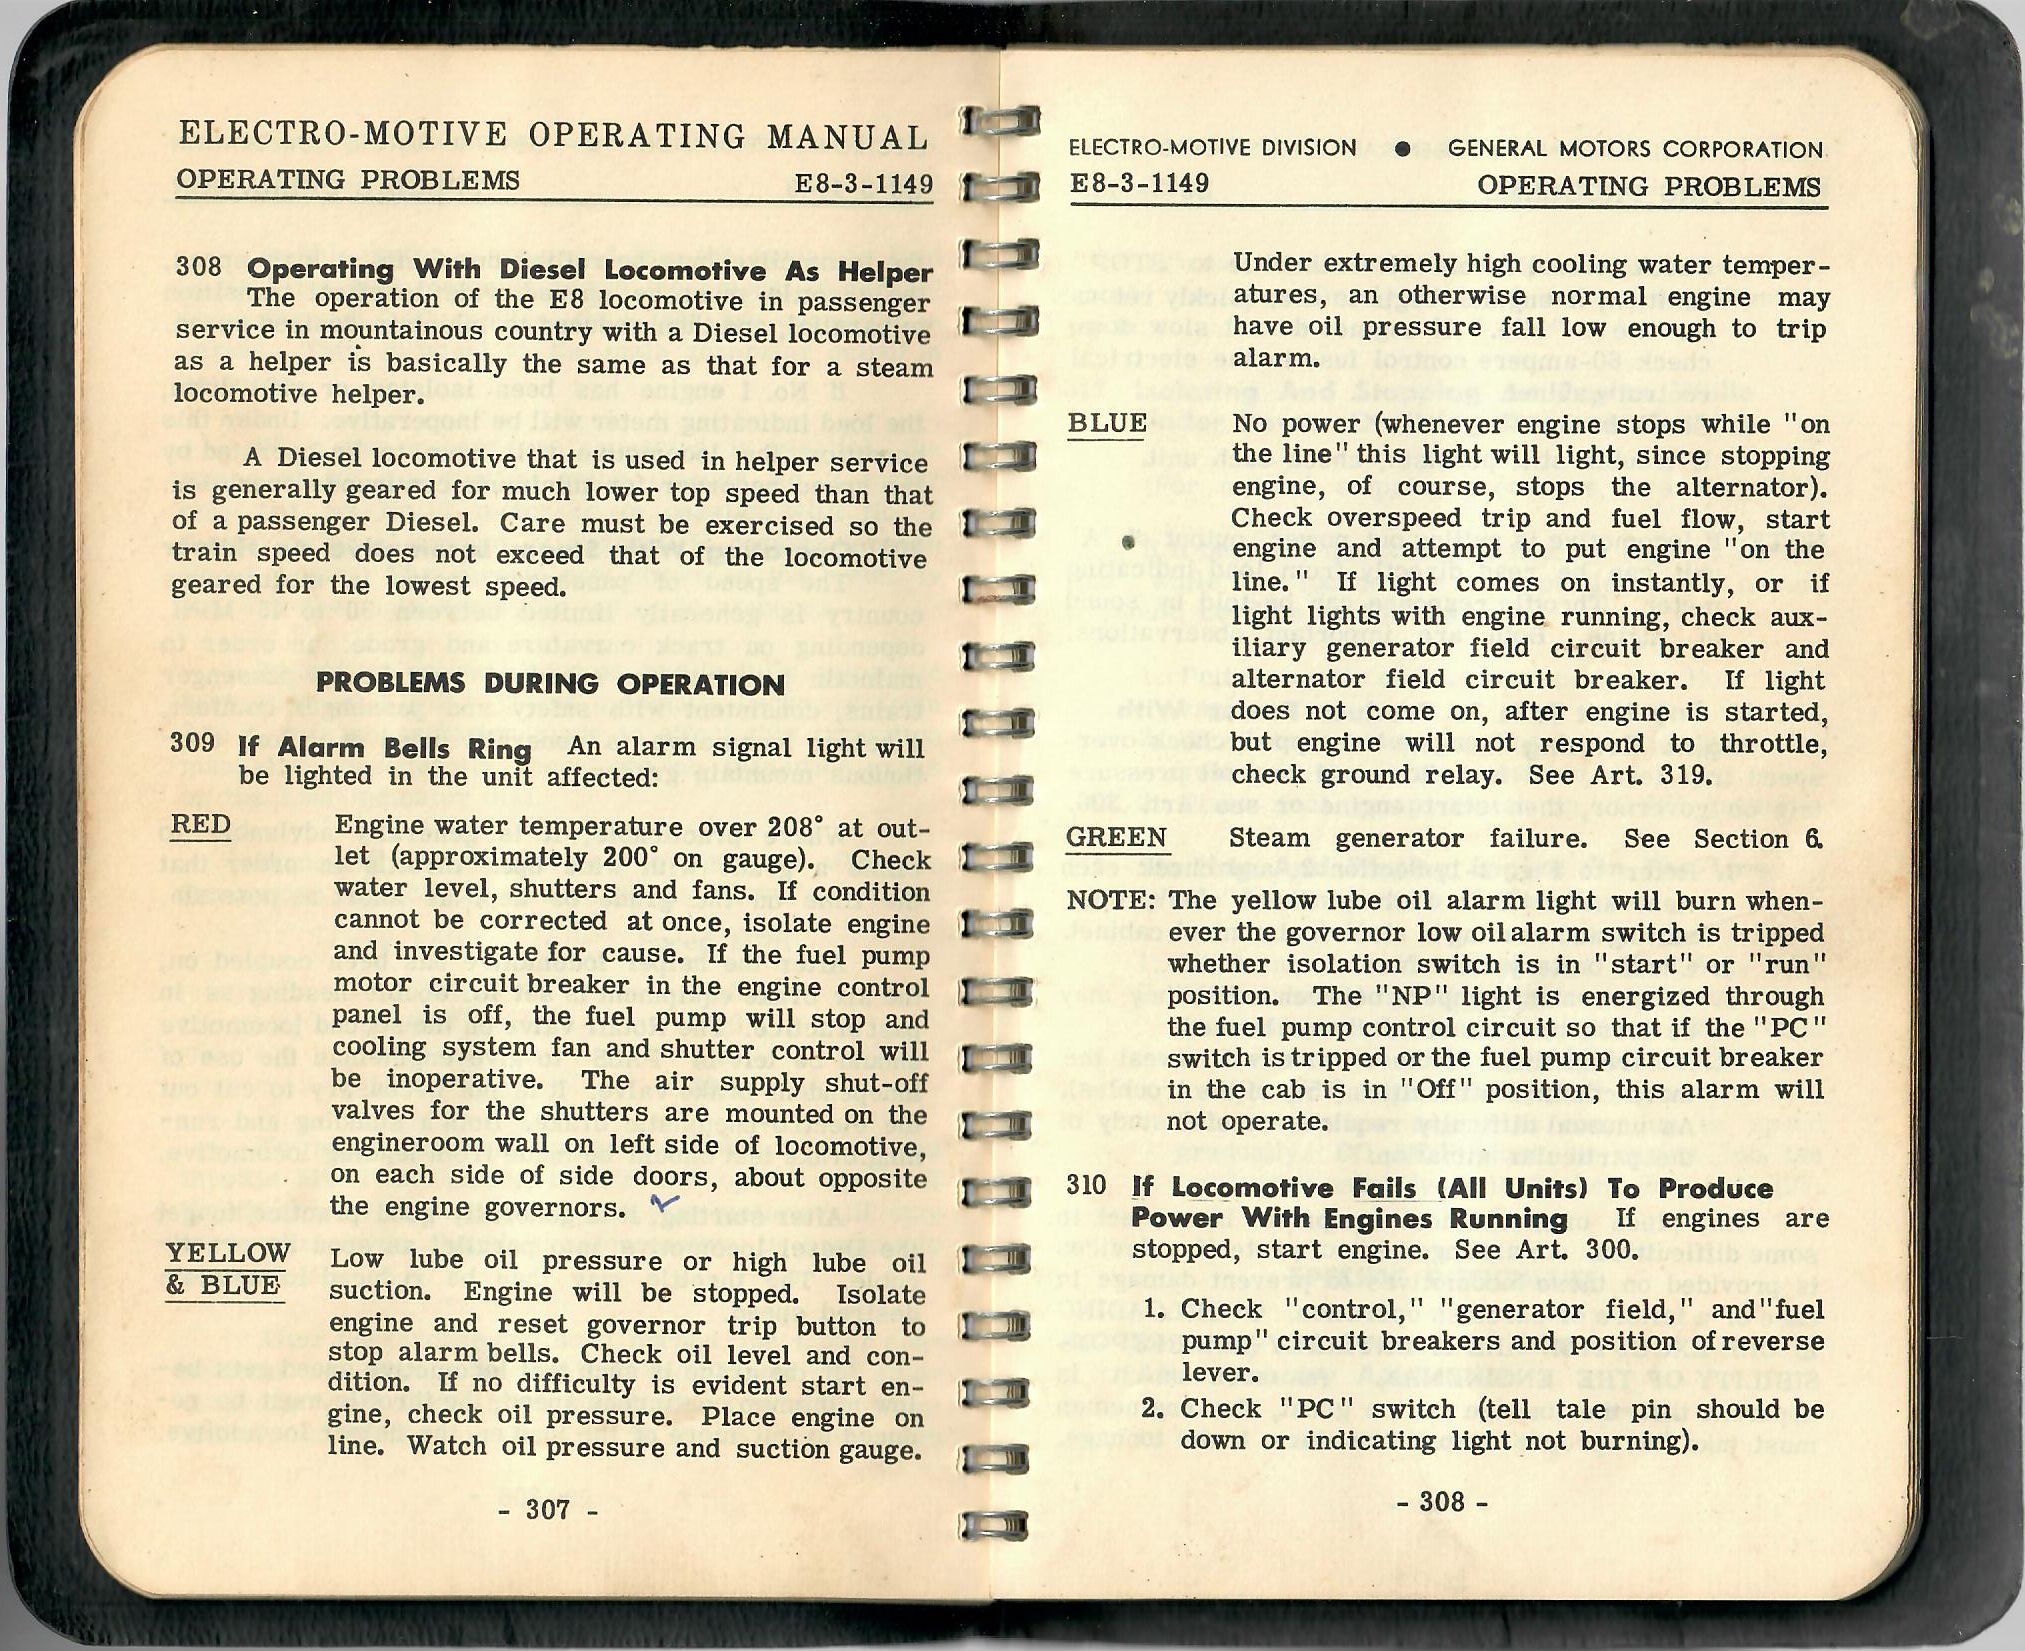 ELECTRO-MOTIVE OPERATING MANUAL
OPERATING PROBLEMS E8-3-1149
308 Operating With Diesel Locomotive As Helper
The operation of the E8 locomotive in passenger
service in mountainous country with a Diesel locomotive
as a helper is basically the same as that for a steam
locomotive helper.
A Diesel locomotive that is used in helper service
is generally geared for much lower top speed than that
of a passenger Diesel. Care must be exercised so the
train speed does not exceed that of the locomotive
geared for the lowest speed.
PROBLEMS DURING OPERATION
309 If Alarm Bells Ring An alarm signal light will
be lighted in the unit affected:
RED Engine water temperature over 208° at out-
let (approximately 200° on gauge). Check
water level, shutters and fans. If condition
cannot be corrected at once, isolate engine
and investigate for cause. If the fuel pump
motor circuit breaker in the engine control
panel is off, the fuel pump will stop and
cooling system fan and shutter control will
be inoperative. The air supply shut-off
valves for the shutters are mounted on the
engineroom wall on left side of locomotive,
on each side of side doors, about opposite
the engine governors.
YELLOW Low lube oil pressure or high lube oil
& BLUE suction. Engine will be stopped. Isolate
engine and reset governor trip button to
stop alarm bells. Check oil level and con-
dition. If no difficulty is evident start en-
gine, check oil pressure. Place engine on
line. Watch oil pressure and suction gauge.
- 307 -
ELECTRO-MOTIVE DIVISION ● GENERAL MOTORS CORPORATION
E8-3-1149 OPERATING PROBLEMS
Under extremely high cooling water temper-
atures, an otherwise normal engine may
have oil pressure fall low enough to trip
alarm.
BLUE No power (whenever engine stops while "on
the line" this light will light, since stopping
engine, of course, stops the alternator).
Check overspeed trip and fuel flow, start
engine and attempt to put engine "on the
line." If light comes on instantly, or if
light lights with engine running, check aux-
iliary generator field circuit breaker and
alternator field circuit breaker. If light
does not come on, after engine is started,
but engine will not respond to throttle,
check ground relay. See Art. 319.
GREEN Steam generator failure. See Section 6.
NOTE: The yellow lube oil alarm light will burn when-
ever the governor low oil alarm switch is tripped
whether isolation switch is in "start" or "run"
position. The "NP" light is energized through
the fuel pump control circuit so that if the "PC"
switch is tripped or the fuel pump circuit breaker
in the cab is in "Off" position, this alarm will
not operate.
310 If Locomotive Fails (All Units) To Produce
Power With Engines Running If engines are
stopped, start engine. See Art. 300.
1. Check "control," "generator field," and "fuel
pump" circuit breakers and position of reverse
lever.
2. Check "PC" switch (tell tale pin should be
down or indicating light not burning).
- 308 -